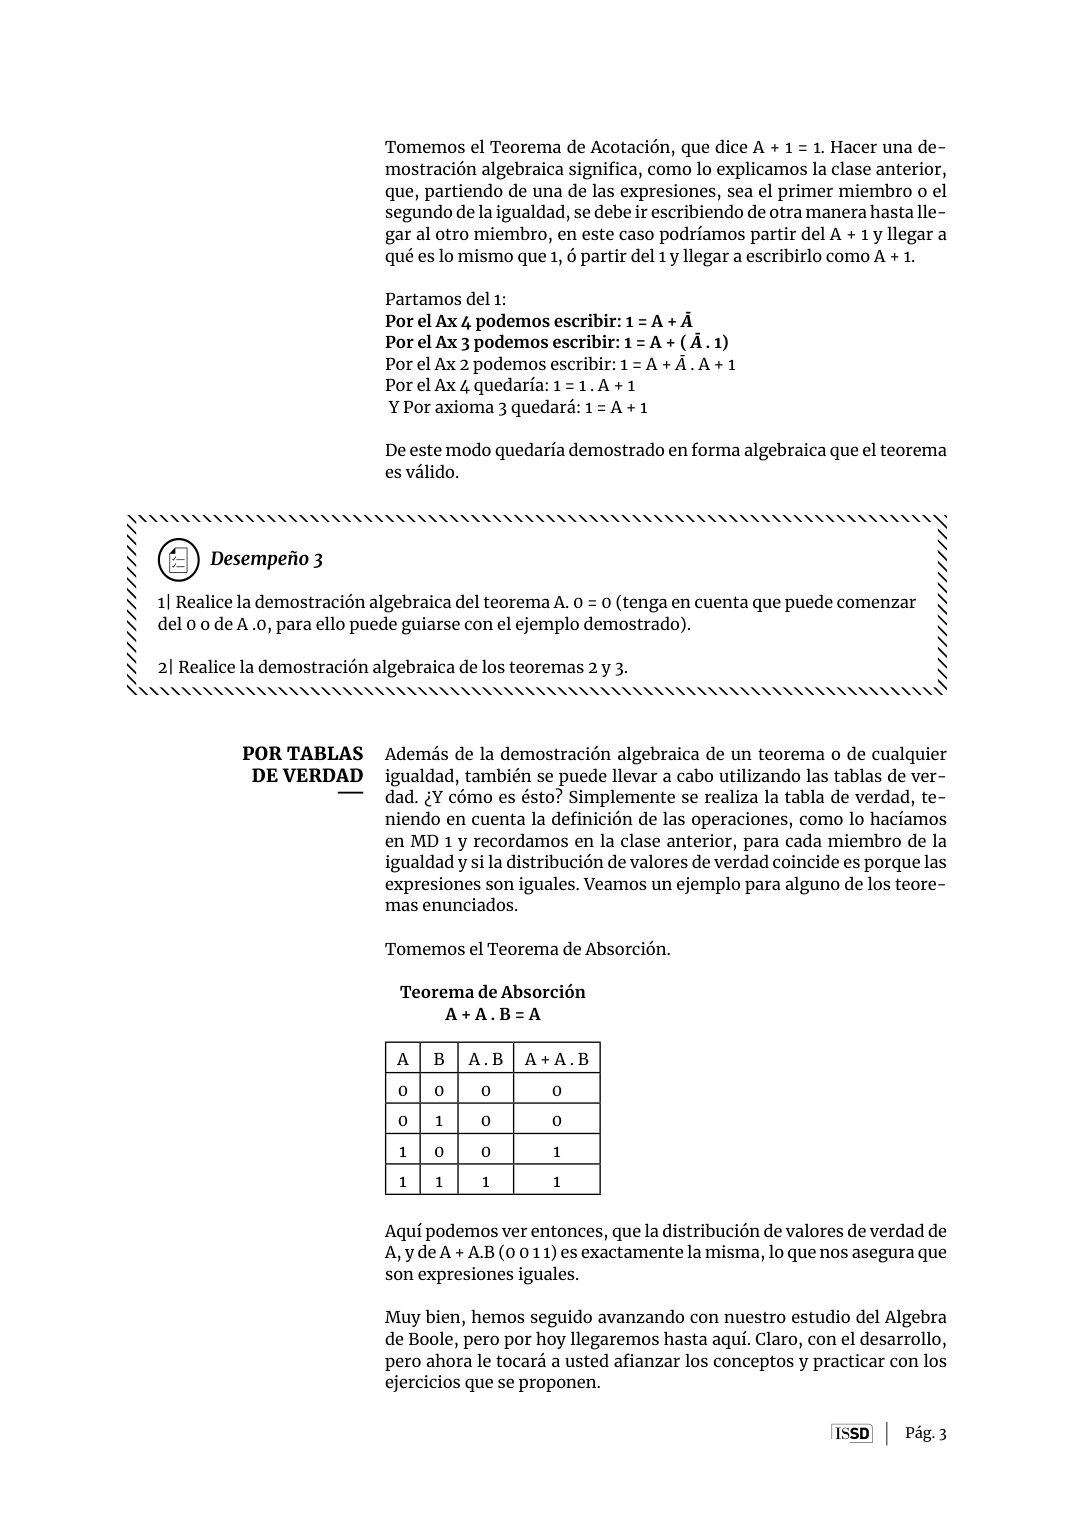 Tomemos el Teorema de Acotación, que dice A + 1 = 1. Hacer una de-
mostración algebraica significa, como lo explicamos la clase anterior,
que, partiendo de una de las expresiones, sea el primer miembro o el
segundo de la igualdad, se debe ir escribiendo de otra manera hasta lle-
gar al otro miembro, en este caso podríamos partir del A + 1 y llegar a
qué es lo mismo que 1, ó partir del 1 y llegar a escribirlo como A + 1.
Partamos del 1:
Por el Ax 4 podemos escribir: 1 = A + Ā
Por el Ax 3 podemos escribir: 1 = A + ( Ā . 1)
Por el Ax 2 podemos escribir: 1 = A + Ā . A + 1
Por el Ax 4 quedaría: 1 = 1 . A + 1
Y Por axioma 3 quedará: 1 = A + 1
De este modo quedaría demostrado en forma algebraica que el teorema
es válido.
Desempeño 3
1| Realice la demostración algebraica del teorema A. 0 = 0 (tenga en cuenta que puede comenzar
del 0 o de A .0, para ello puede guiarse con el ejemplo demostrado).
2| Realice la demostración algebraica de los teoremas 2 y 3.
POR TABLAS
DE VERDAD
Además de la demostración algebraica de un teorema o de cualquier
igualdad, también se puede llevar a cabo utilizando las tablas de ver-
dad. ¿Y cómo es ésto? Simplemente se realiza la tabla de verdad, te-
niendo en cuenta la definición de las operaciones, como lo hacíamos
en MD 1 y recordamos en la clase anterior, para cada miembro de la
igualdad y si la distribución de valores de verdad coincide es porque las
expresiones son iguales. Veamos un ejemplo para alguno de los teore-
mas enunciados.
Tomemos el Teorema de Absorción.
Teorema de Absorción
A + A . B = A
A B A . B A + A . B
0 0 0 0
0 1 0 0
1 0 0 1
1 1 1 1
Aquí podemos ver entonces, que la distribución de valores de verdad de
A, y de A + A.B (0 0 1 1) es exactamente la misma, lo que nos asegura que
son expresiones iguales.
Muy bien, hemos seguido avanzando con nuestro estudio del Algebra
de Boole, pero por hoy llegaremos hasta aquí. Claro, con el desarrollo,
pero ahora le tocará a usted afianzar los conceptos y practicar con los
ejercicios que se proponen.
ISSD Pág. 3